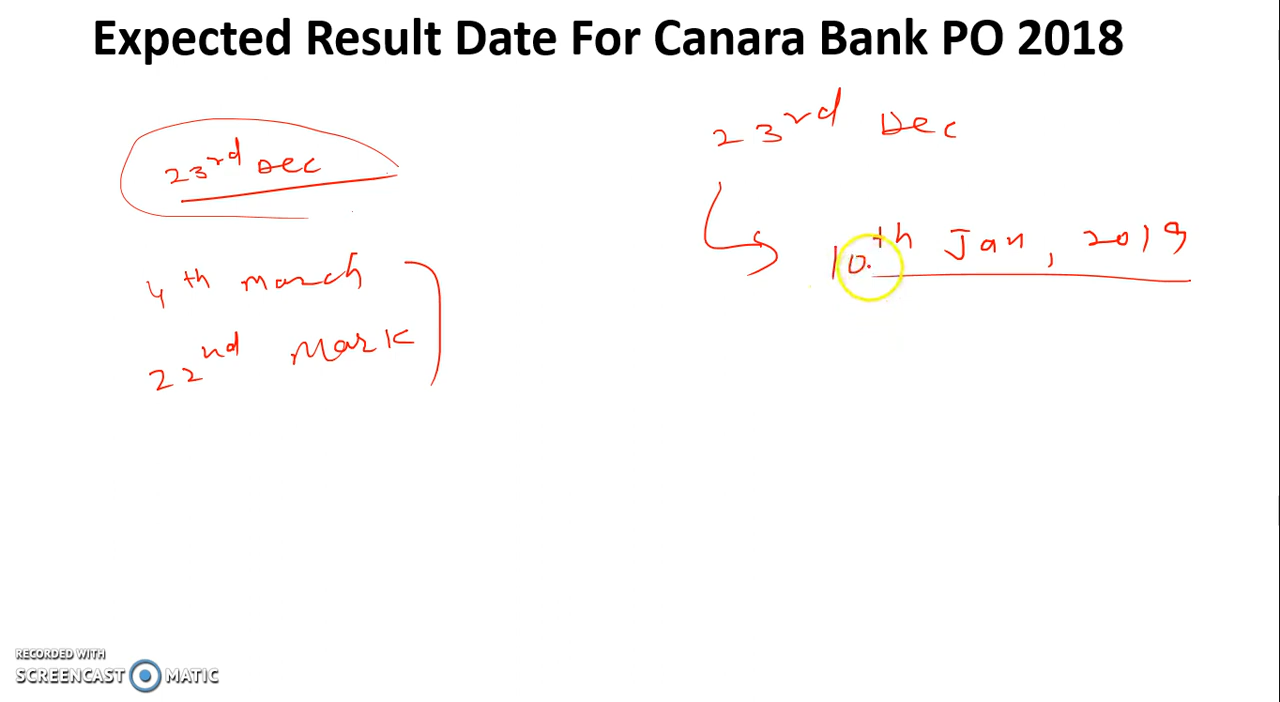 Expected Result Date For Canara Bank PO 2018
23rd Dec
4th march
22nd Mark
23rd Dec
10th Jan, 2019
RECORDED WITH
SCREENCAST MATIC